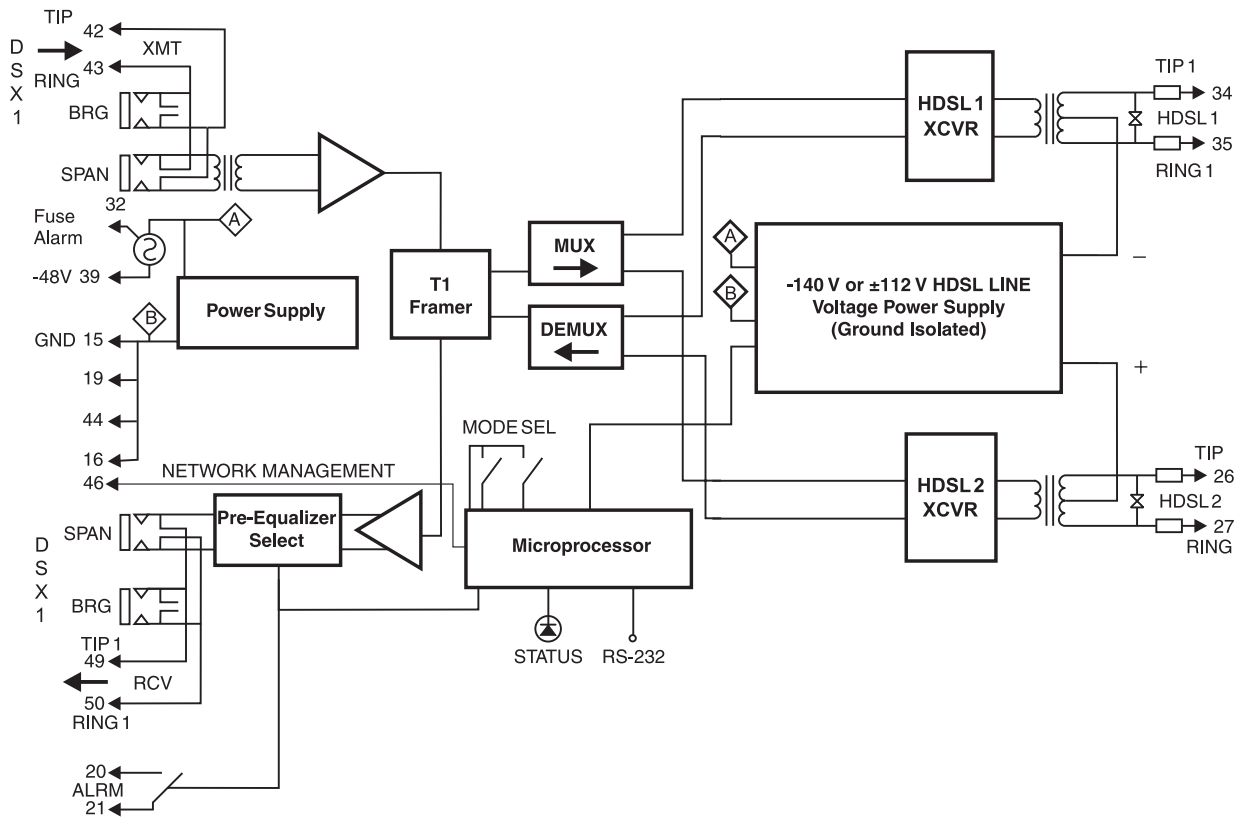 TIP
42
XMT
DSX1
43
RING
BRG
SPAN
32
Fuse
Alarm
A
-48V 39
Power Supply
B
GND 15
19
44
16
NETWORK MANAGEMENT
46
T1
Framer
MUX
DEMUX
HDSL 1
XCVR
TIP 1
34
HDSL 1
35
RING 1
A
B
-140 V or ±112 V HDSL LINE
Voltage Power Supply
(Ground Isolated)
–
+
MODE SEL
Microprocessor
STATUS
RS-232
HDSL 2
XCVR
TIP
26
HDSL 2
27
RING
SPAN
Pre-Equalizer
Select
DSX1
BRG
TIP 1
49
RCV
50
RING 1
20
ALRM
21